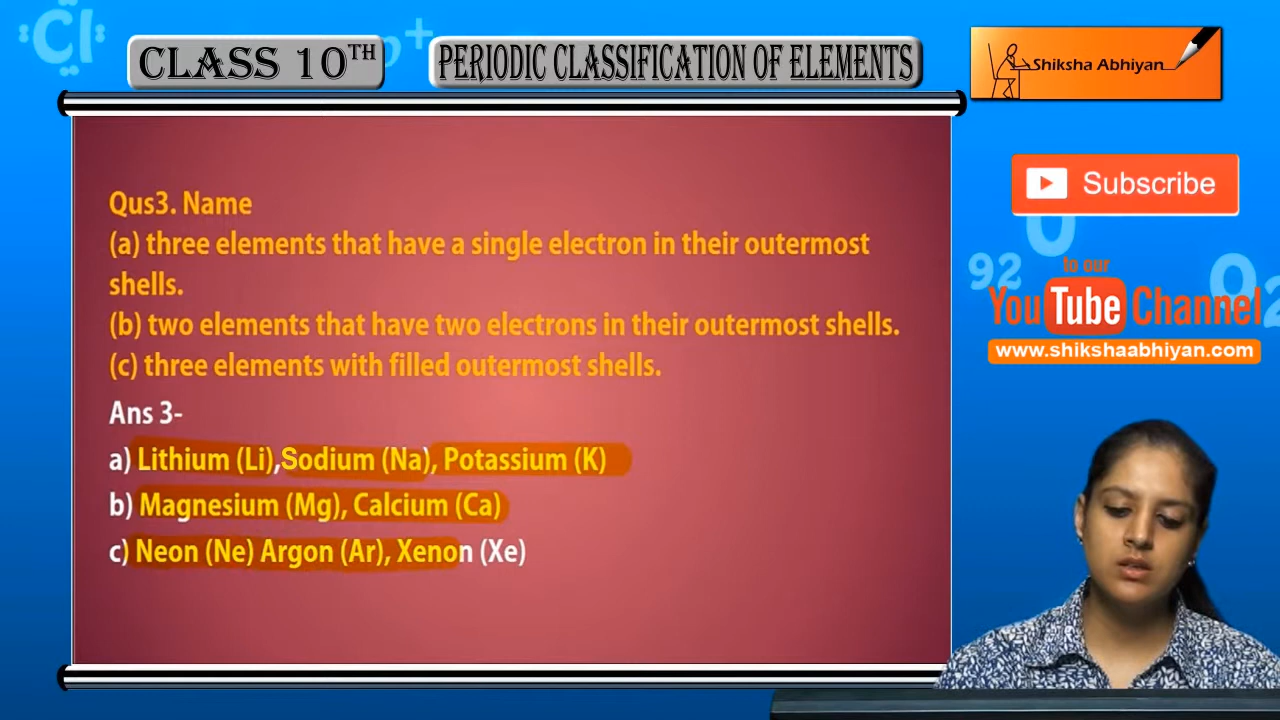 CLASS 10TH
PERIODIC CLASSIFICATION OF ELEMENTS
Shiksha Abhiyan
Qus3. Name
(a) three elements that have a single electron in their outermost
shells.
(b) two elements that have two electrons in their outermost shells.
(c) three elements with filled outermost shells.
Ans 3-
a) Lithium (Li),Sodium (Na), Potassium (K)
b) Magnesium (Mg), Calcium (Ca)
c) Neon (Ne) Argon (Ar), Xenon (Xe)
Subscribe
to our
YouTube Channel
www.shikshaabhiyan.com
Cl
92